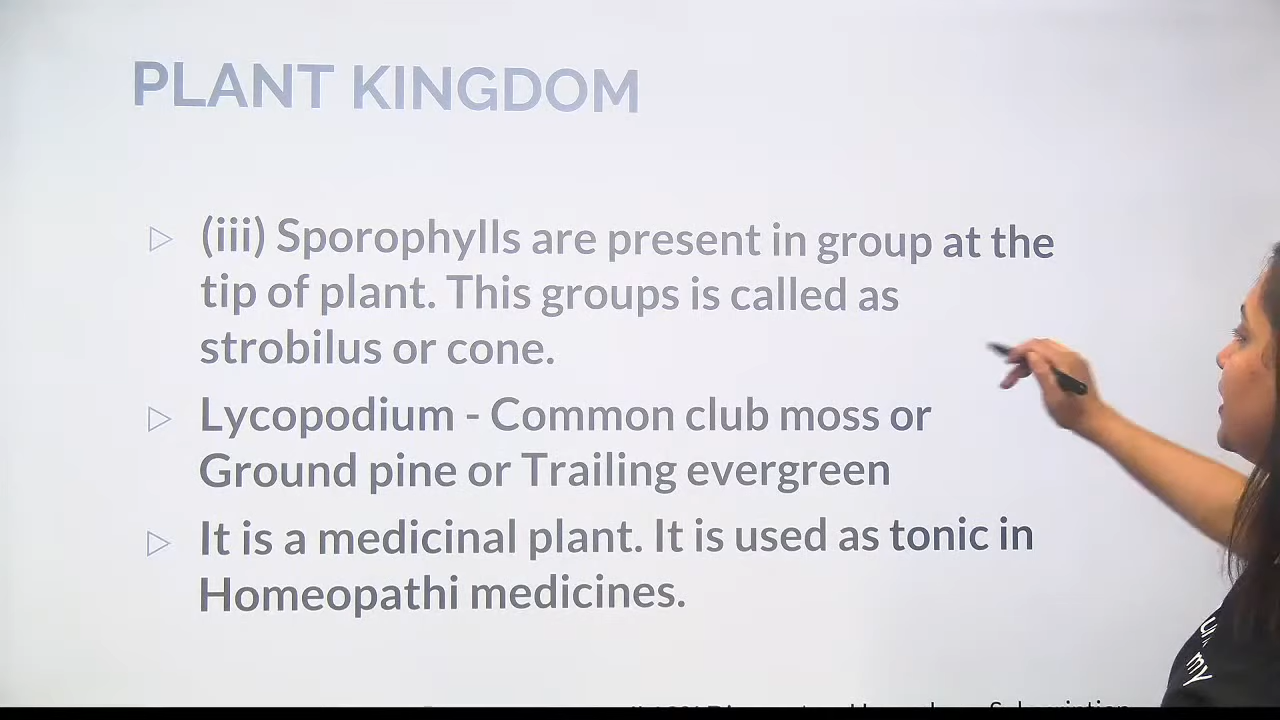 PLANT KINGDOM
(iii) Sporophylls are present in group at the
tip of plant. This groups is called as
strobilus or cone.
Lycopodium - Common club moss or
Ground pine or Trailing evergreen
It is a medicinal plant. It is used as tonic in
Homeopathi medicines.
my